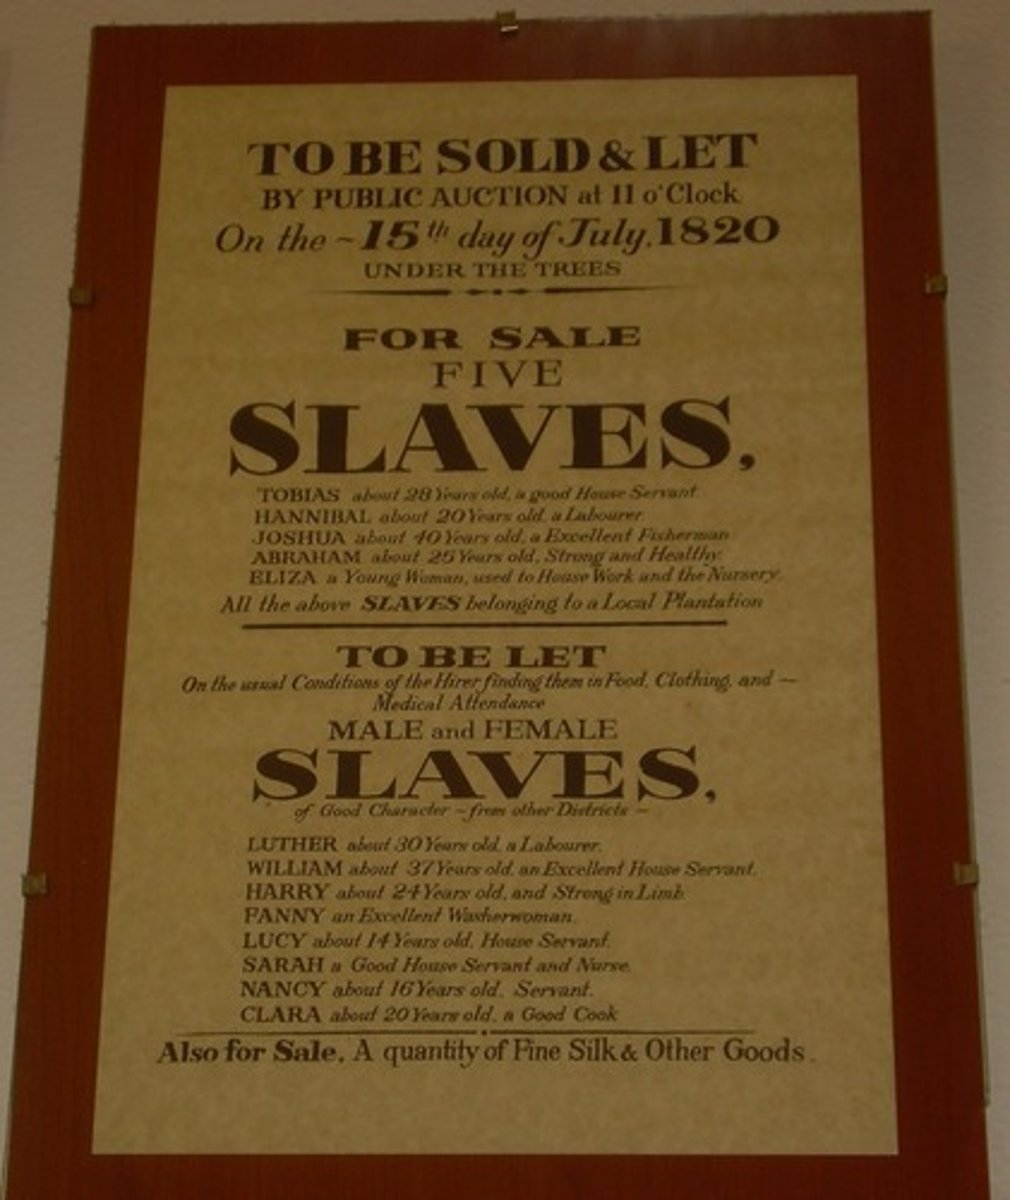 TO BE SOLD & LET
BY PUBLIC AUCTION at 11 o'Clock
On the ~ 15th day of July, 1820
UNDER THE TREES
FOR SALE
FIVE
SLAVES,
TOBIAS about 28 Years old, a good House Servant.
HANNIBAL about 20 Years old, a Labourer.
JOSHUA about 40 Years old, a Excellent Fisherman
ABRAHAM about 25 Years old, Strong and Healthy.
ELIZA a Young Woman, used to House Work and the Nursery.
All the above SLAVES belonging to a Local Plantation
TO BE LET
On the usual Conditions of the Hirer finding them in Food, Clothing, and ~
Medical Attendance
MALE and FEMALE
SLAVES,
of Good Character ~ from other Districts ~
LUTHER about 30 Years old, a Labourer.
WILLIAM about 37 Years old, an Excellent House Servant.
HARRY about 24 Years old, and Strong in Limb.
FANNY an Excellent Washerwoman.
LUCY about 14 Years old, House Servant.
SARAH a Good House Servant and Nurse.
NANCY about 16 Years old, Servant.
CLARA about 20 Years old, a Good Cook
Also for Sale, A quantity of Fine Silk & Other Goods.